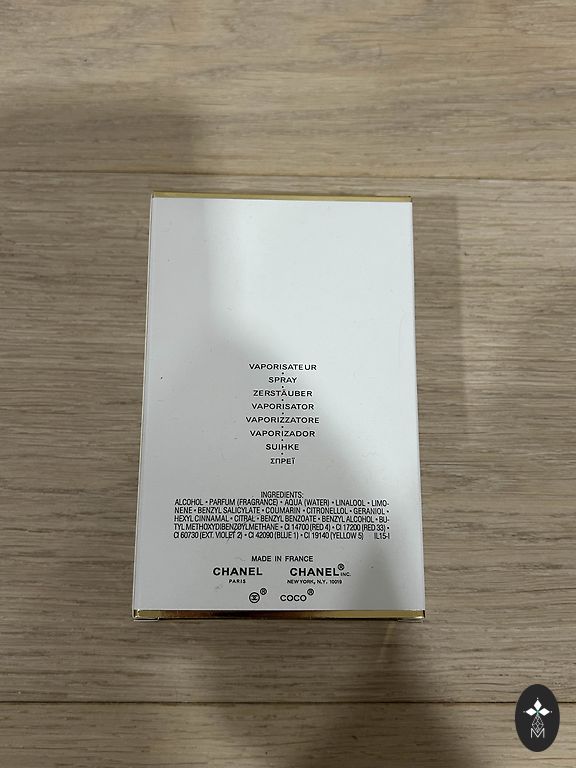 VAPORISATEUR
•
SPRAY
•
ZERSTÄUBER
•
VAPORISATOR
•
VAPORIZZATORE
•
VAPORIZADOR
•
SUIHKE
•
ΣΠΡΕΪ
INGREDIENTS:
ALCOHOL • PARFUM (FRAGRANCE) • AQUA (WATER) • LINALOOL • LIMO-
NENE • BENZYL SALICYLATE • COUMARIN • CITRONELLOL • GERANIOL •
HEXYL CINNAMAL • CITRAL • BENZYL BENZOATE • BENZYL ALCOHOL • BU-
TYL METHOXYDIBENZOYLMETHANE • CI 14700 (RED 4) • CI 17200 (RED 33) •
CI 60730 (EXT. VIOLET 2) • CI 42090 (BLUE 1) • CI 19140 (YELLOW 5) IL15-I
MADE IN FRANCE
CHANEL CHANEL® INC.
PARIS NEW YORK, N.Y. 10019
® COCO®
M